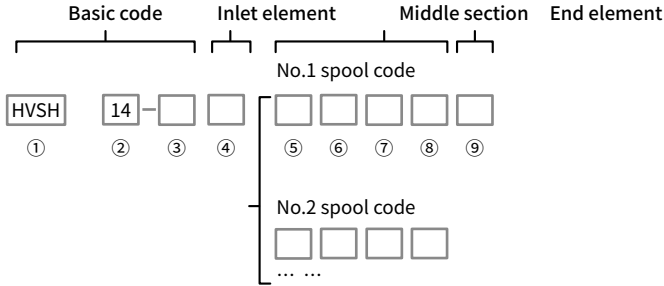 Basic code Inlet element Middle section End element
No.1 spool code
HVSH 14 –
① ② ③ ④ ⑤ ⑥ ⑦ ⑧ ⑨
No.2 spool code
... ...